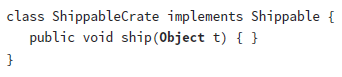 class ShippableCrate implements Shippable {
   public void ship(Object t) { }
}